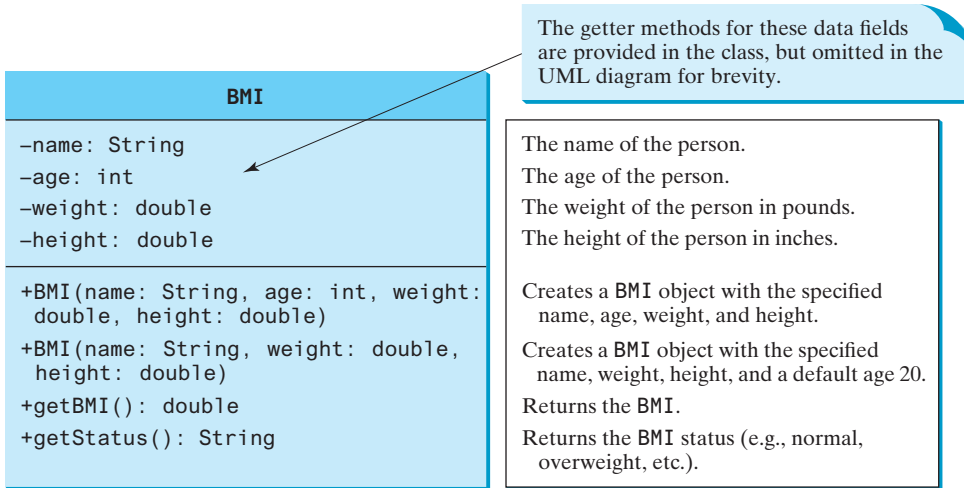 The getter methods for these data fields
are provided in the class, but omitted in the
UML diagram for brevity.
BMI
–name: String
–age: int
–weight: double
–height: double
The name of the person.
The age of the person.
The weight of the person in pounds.
The height of the person in inches.
+BMI(name: String, age: int, weight:
double, height: double)
+BMI(name: String, weight: double,
height: double)
+getBMI(): double
+getStatus(): String
Creates a BMI object with the specified
name, age, weight, and height.
Creates a BMI object with the specified
name, weight, height, and a default age 20.
Returns the BMI.
Returns the BMI status (e.g., normal,
overweight, etc.).